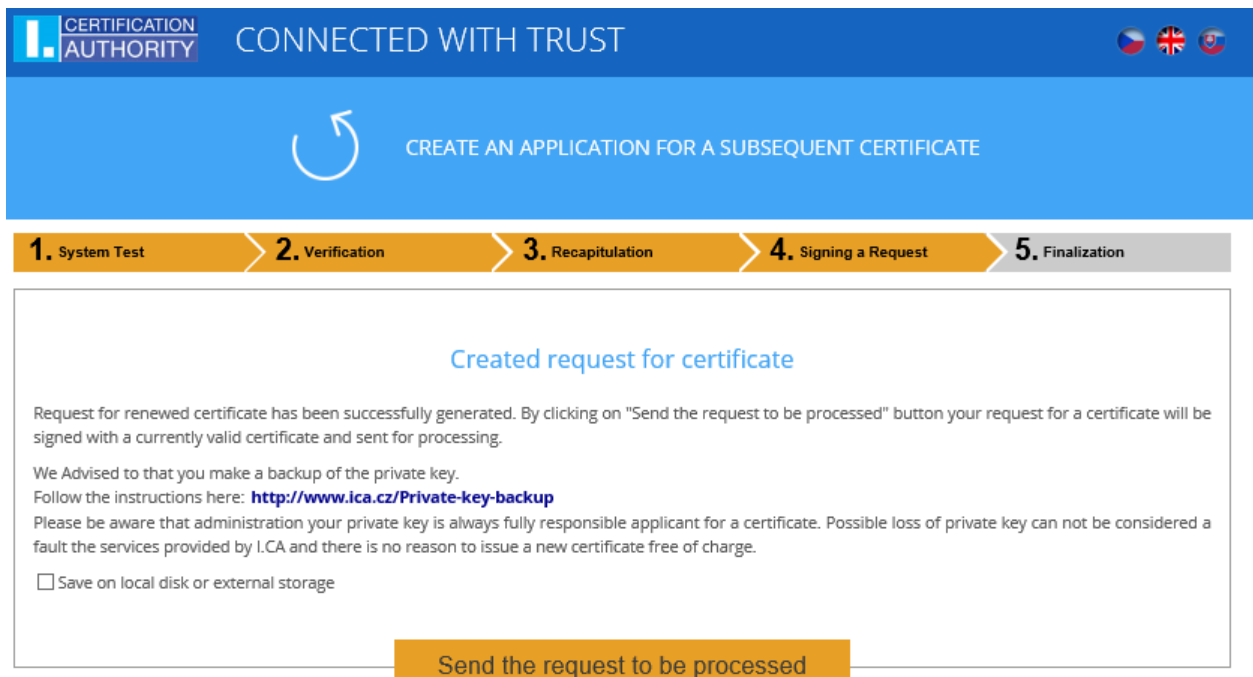 I. CERTIFICATION
AUTHORITY
CONNECTED WITH TRUST
CREATE AN APPLICATION FOR A SUBSEQUENT CERTIFICATE
1. System Test
2. Verification
3. Recapitulation
4. Signing a Request
5. Finalization
Created request for certificate
Request for renewed certificate has been successfully generated. By clicking on "Send the request to be processed" button your request for a certificate will be
signed with a currently valid certificate and sent for processing.
We Advised to that you make a backup of the private key.
Follow the instructions here: http://www.ica.cz/Private-key-backup
Please be aware that administration your private key is always fully responsible applicant for a certificate. Possible loss of private key can not be considered a
fault the services provided by I.CA and there is no reason to issue a new certificate free of charge.
Save on local disk or external storage
Send the request to be processed